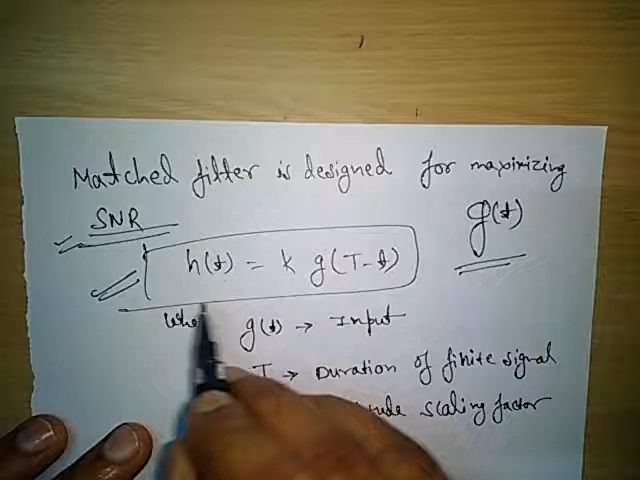 Matched filter is designed for maximizing
SNR
g(t)
h(t) = k g(T-t)
g(t) → Input
T → Duration of finite signal
scaling factor